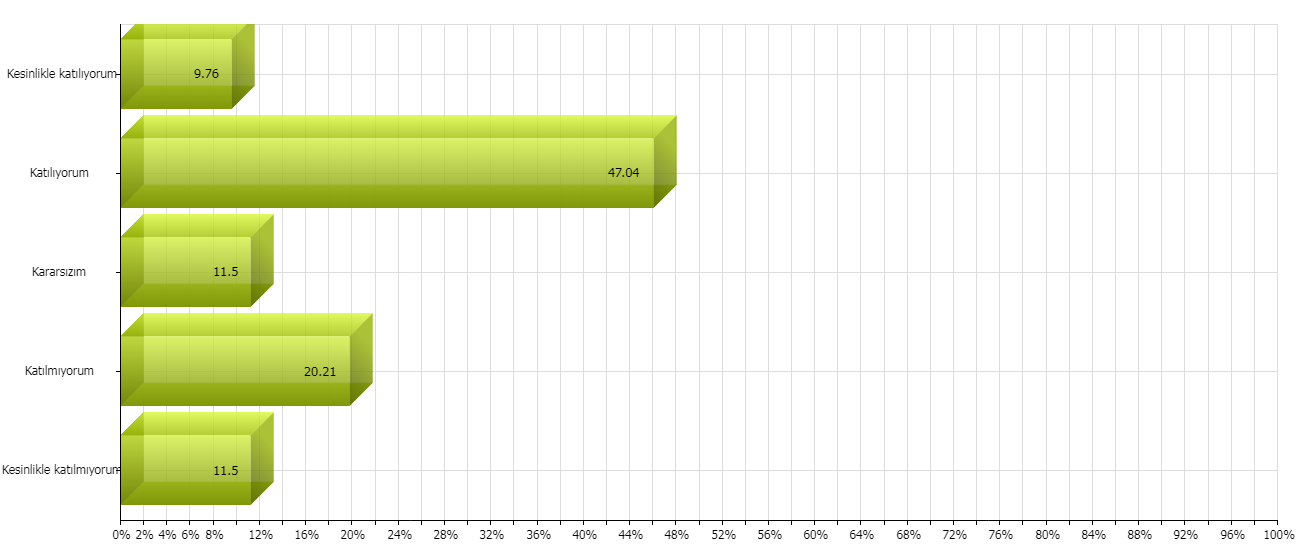 Kesinlikle katılıyorum
9.76
Katılıyorum
47.04
Kararsızım
11.5
Katılmıyorum
20.21
Kesinlikle katılmıyorum
11.5
0% 2% 4% 6% 8% 12% 16% 20% 24% 28% 32% 36% 40% 44% 48% 52% 56% 60% 64% 68% 72% 76% 80% 84% 88% 92% 96% 100%